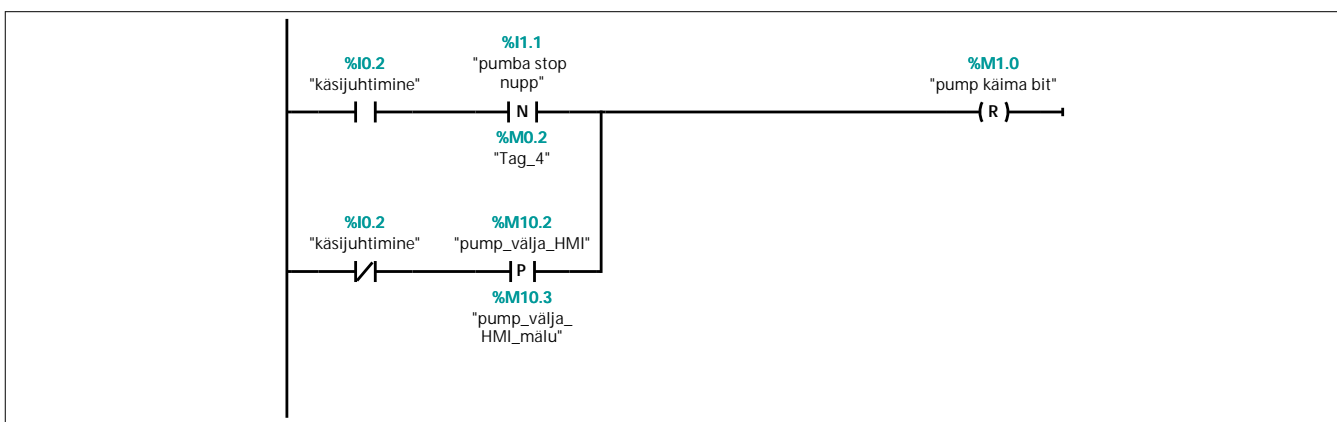 %I1.1
"pumba stop
nupp"
%I0.2
"käsijuhtimine"
%M1.0
"pump käima bit"
N
R
%M0.2
"Tag_4"
%I0.2
"käsijuhtimine"
%M10.2
"pump_välja_HMI"
P
%M10.3
"pump_välja_
HMI_mälu"